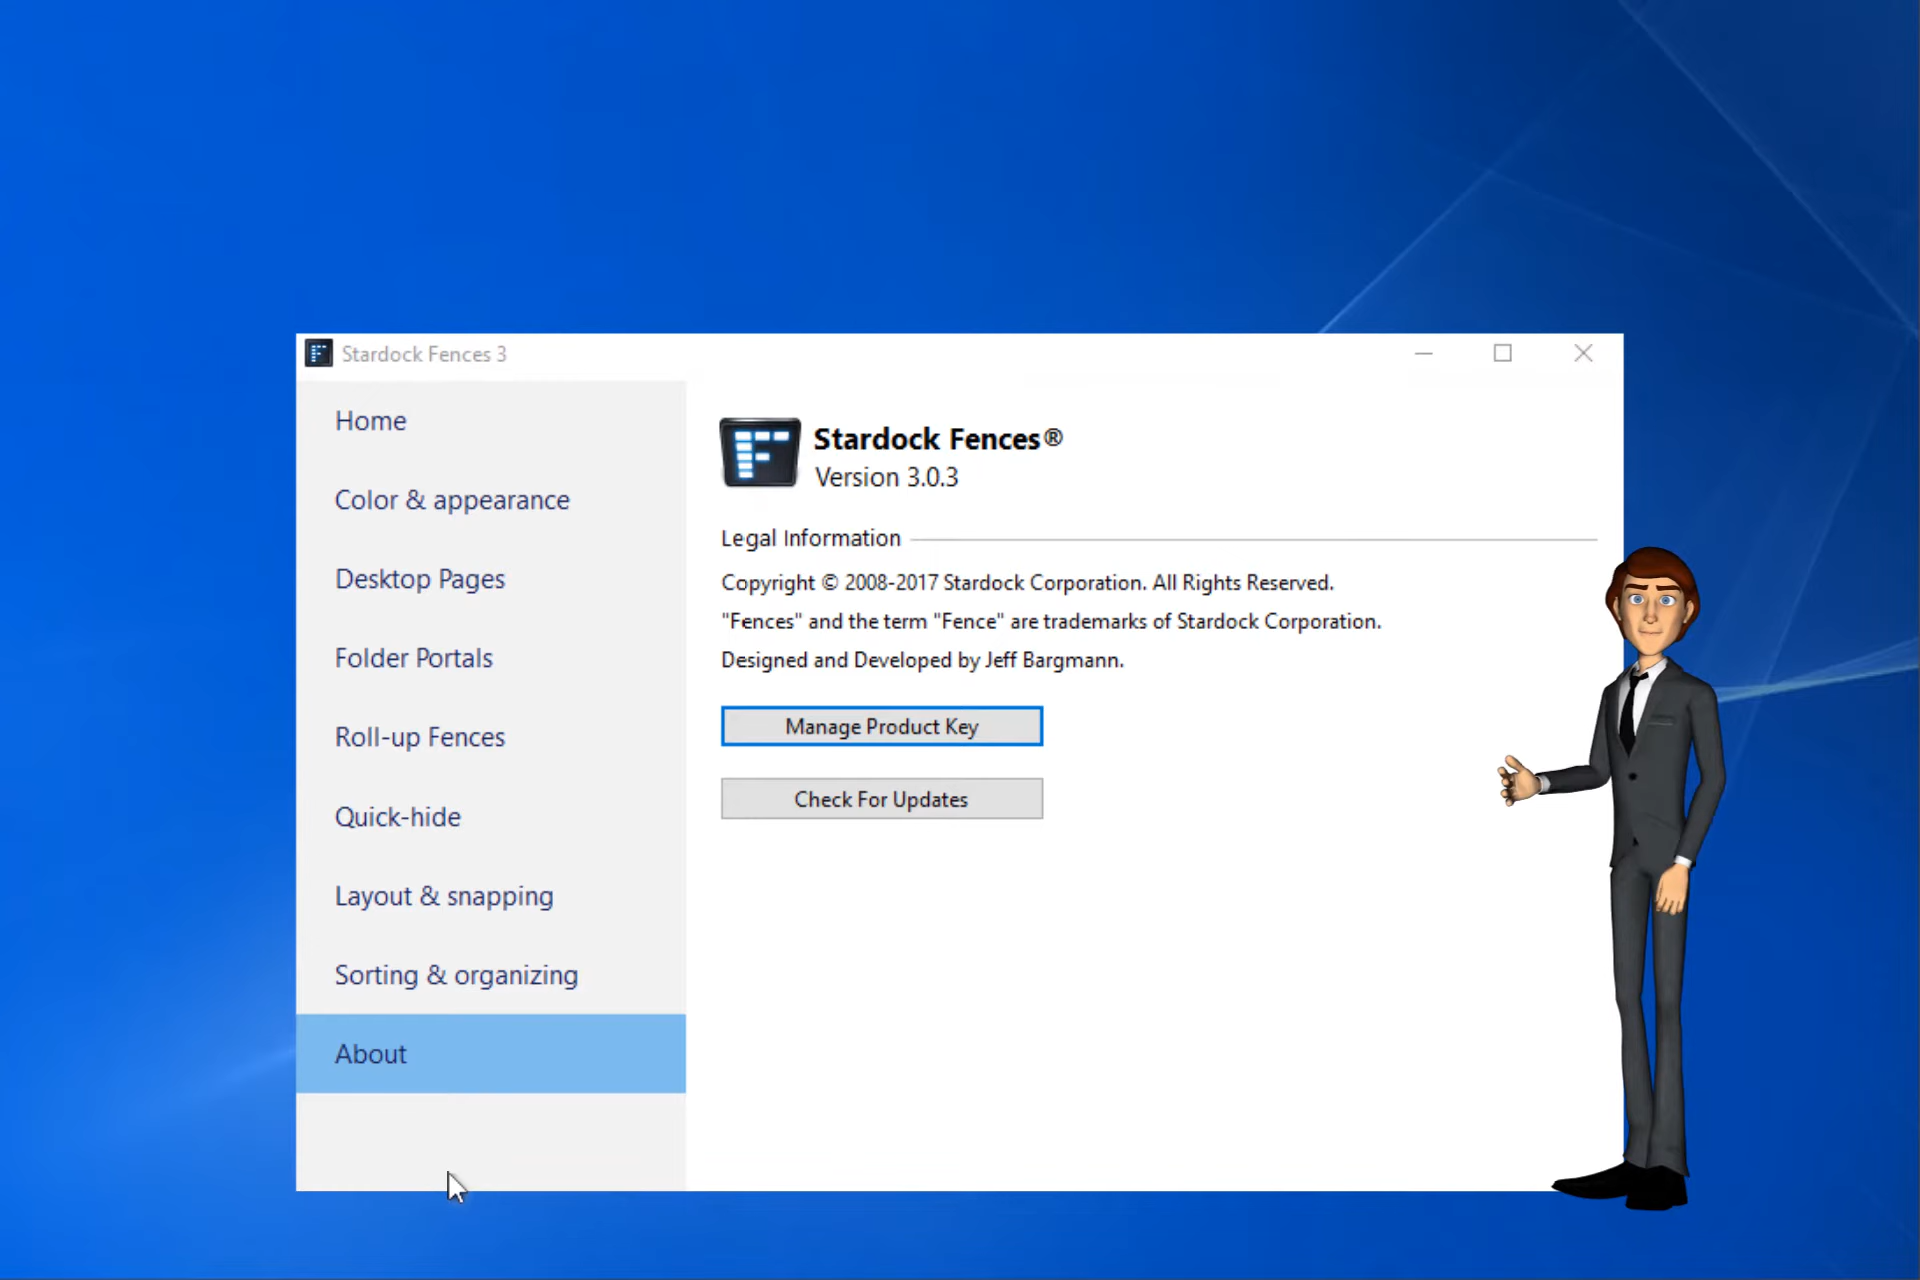 Stardock Fences 3
Home
Color & appearance
Desktop Pages
Folder Portals
Roll-up Fences
Quick-hide
Layout & snapping
Sorting & organizing
About
Stardock Fences®
Version 3.0.3
Legal Information
Copyright © 2008-2017 Stardock Corporation. All Rights Reserved.
"Fences" and the term "Fence" are trademarks of Stardock Corporation.
Designed and Developed by Jeff Bargmann.
Manage Product Key
Check For Updates